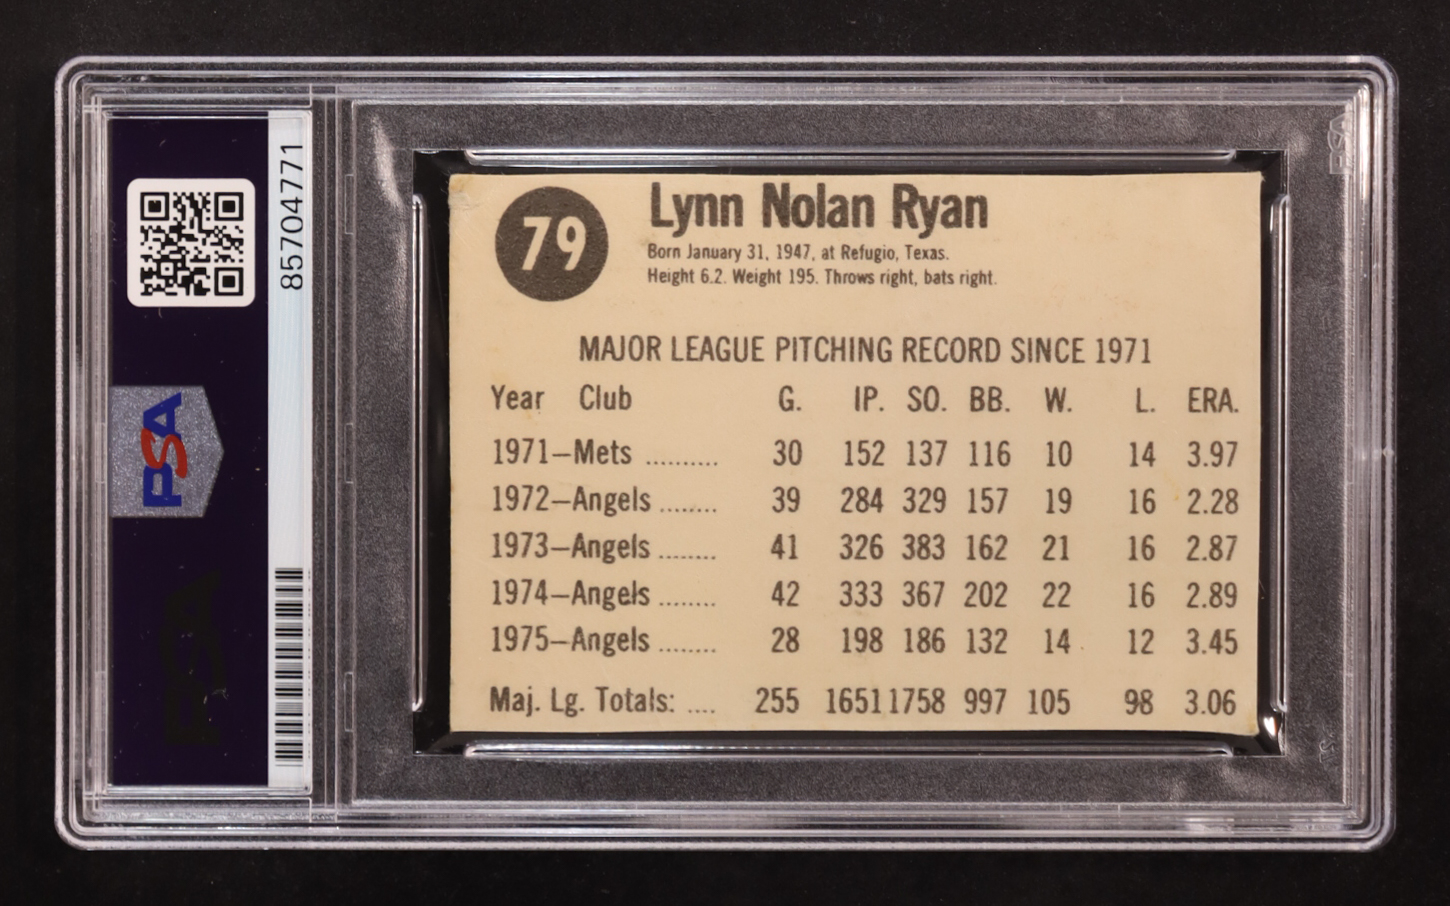 85704771
PSA
PSA
PSA
79
Lynn Nolan Ryan
Born January 31, 1947, at Refugio, Texas.
Height 6.2. Weight 195. Throws right, bats right.
MAJOR LEAGUE PITCHING RECORD SINCE 1971
Year Club G. IP. SO. BB. W. L. ERA.
1971—Mets .......... 30 152 137 116 10 14 3.97
1972—Angels ........ 39 284 329 157 19 16 2.28
1973—Angels ........ 41 326 383 162 21 16 2.87
1974—Angels ........ 42 333 367 202 22 16 2.89
1975—Angels ........ 28 198 186 132 14 12 3.45
Maj. Lg. Totals: .... 255 1651 1758 997 105 98 3.06